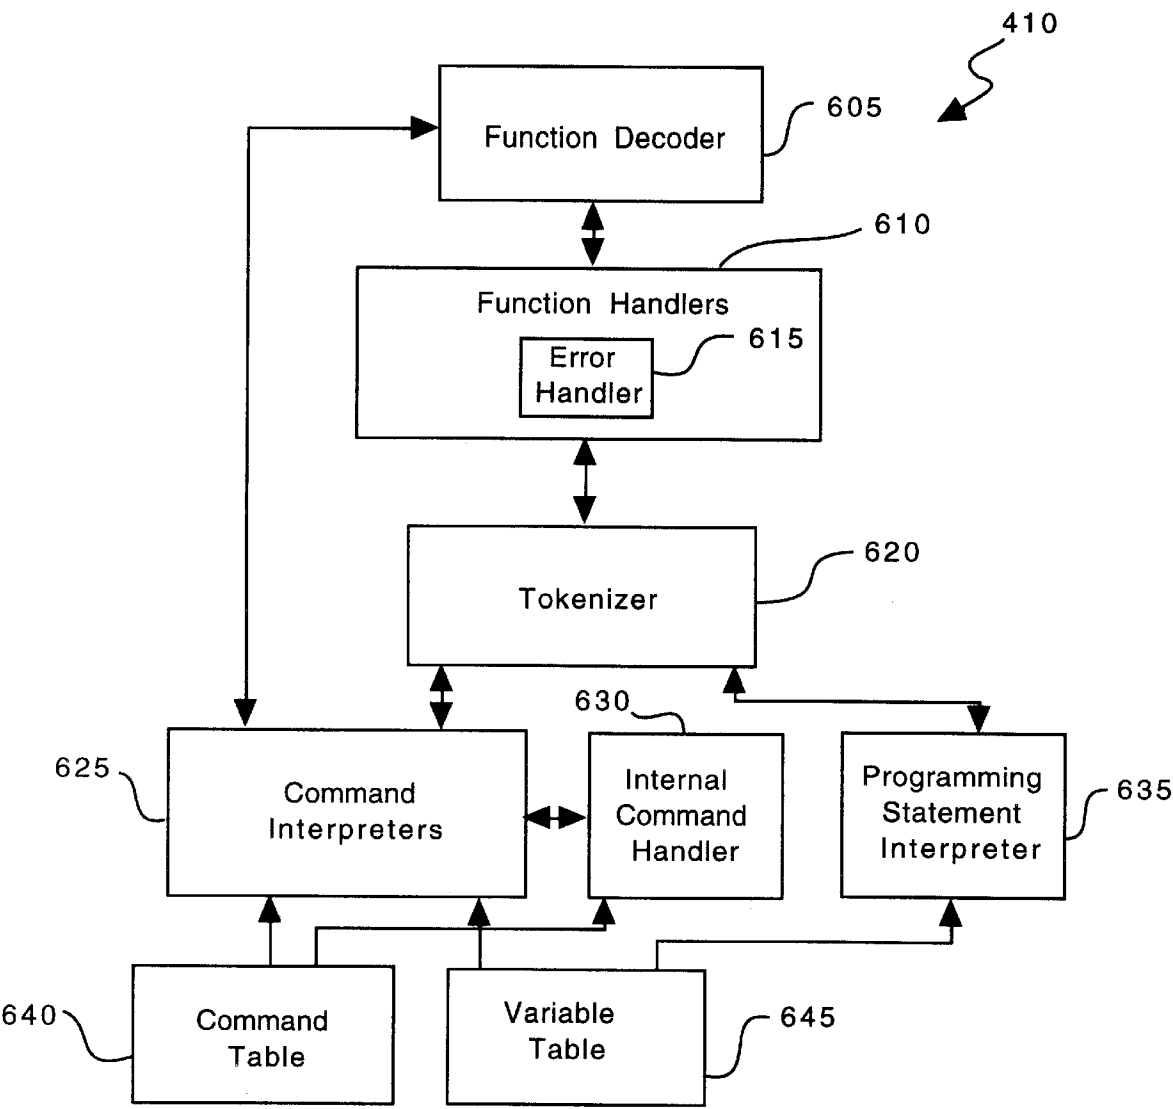 410
Function Decoder
605
610
Function Handlers
615
Error
Handler
620
Tokenizer
630
625
Command
Interpreters
Internal
Command
Handler
Programming
Statement
Interpreter
635
640
Command
Table
Variable
Table
645